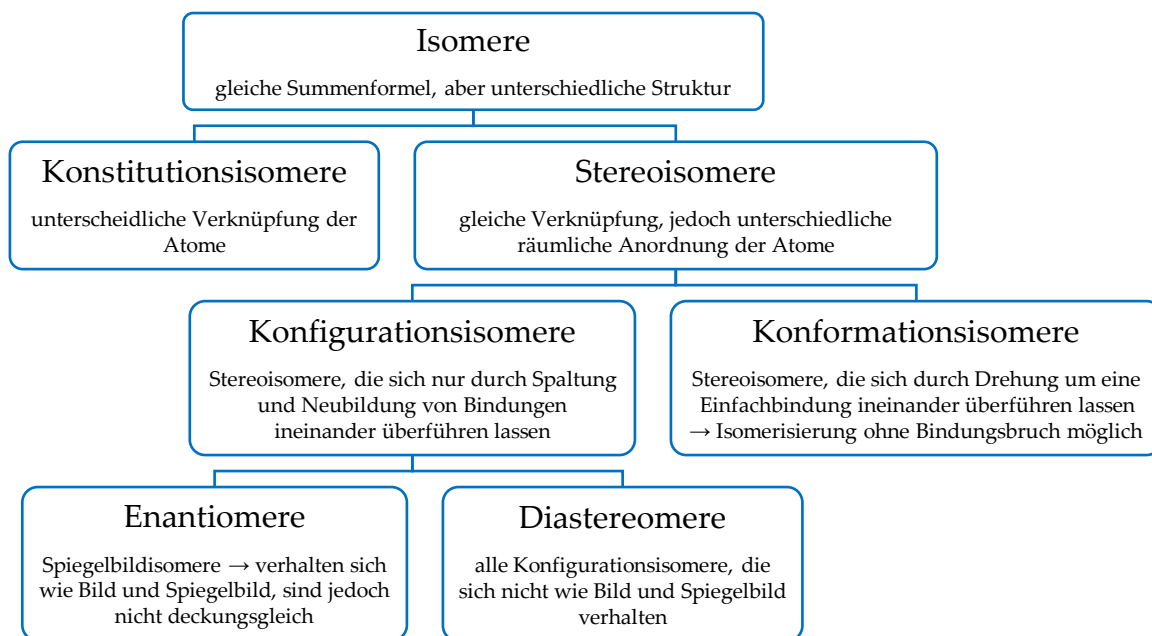 Isomere
gleiche Summenformel, aber unterschiedliche Struktur
Konstitutionsisomere
unterscheidliche Verknüpfung der
Atome
Stereoisomere
gleiche Verknüpfung, jedoch unterschiedliche
räumliche Anordnung der Atome
Konfigurationsisomere
Stereoisomere, die sich nur durch Spaltung
und Neubildung von Bindungen
ineinander überführen lassen
Konformationsisomere
Stereoisomere, die sich durch Drehung um eine
Einfachbindung ineinander überführen lassen
→ Isomerisierung ohne Bindungsbruch möglich
Enantiomere
Spiegelbildisomere → verhalten sich
wie Bild und Spiegelbild, sind jedoch
nicht deckungsgleich
Diastereomere
alle Konfigurationsisomere, die
sich nicht wie Bild und Spiegelbild
verhalten